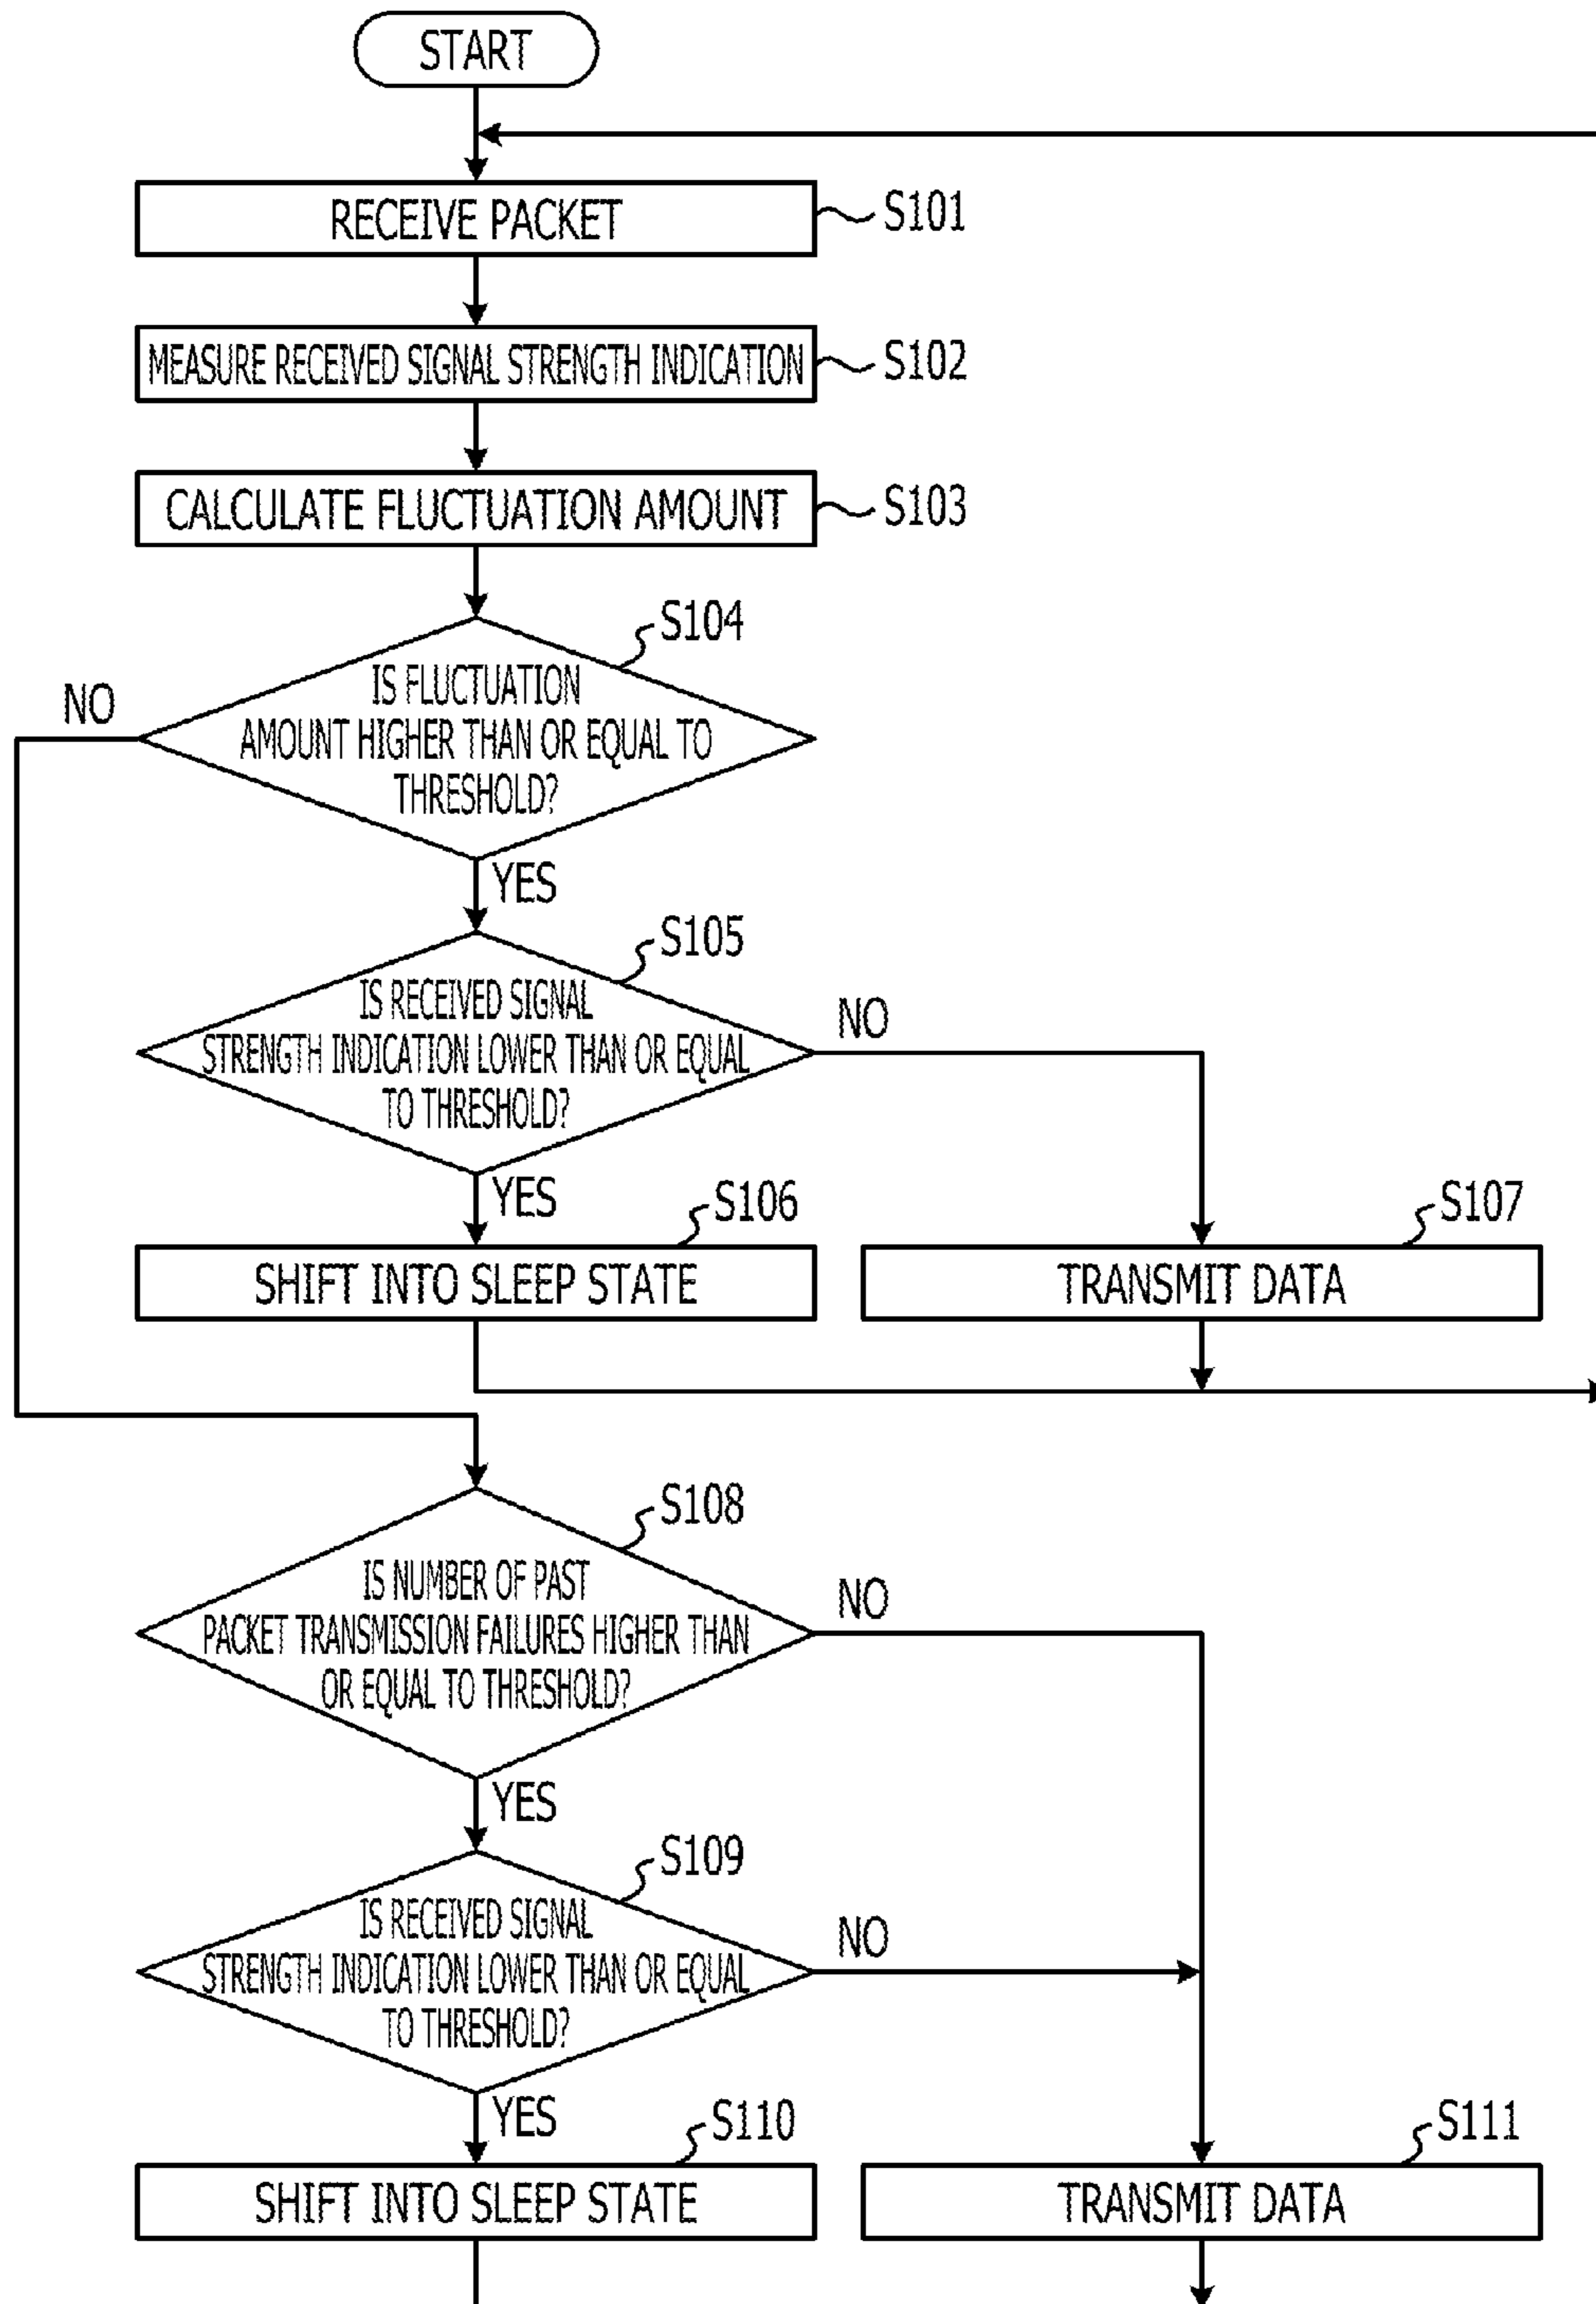 START
RECEIVE PACKET
S101
MEASURE RECEIVED SIGNAL STRENGTH INDICATION
S102
CALCULATE FLUCTUATION AMOUNT
S103
S104
IS FLUCTUATION
AMOUNT HIGHER THAN OR EQUAL TO
THRESHOLD?
NO
YES
S105
IS RECEIVED SIGNAL
STRENGTH INDICATION LOWER THAN OR EQUAL
TO THRESHOLD?
NO
YES
S106
SHIFT INTO SLEEP STATE
S107
TRANSMIT DATA
S108
IS NUMBER OF PAST
PACKET TRANSMISSION FAILURES HIGHER THAN
OR EQUAL TO THRESHOLD?
NO
YES
S109
IS RECEIVED SIGNAL
STRENGTH INDICATION LOWER THAN OR EQUAL
TO THRESHOLD?
NO
YES
S110
SHIFT INTO SLEEP STATE
S111
TRANSMIT DATA